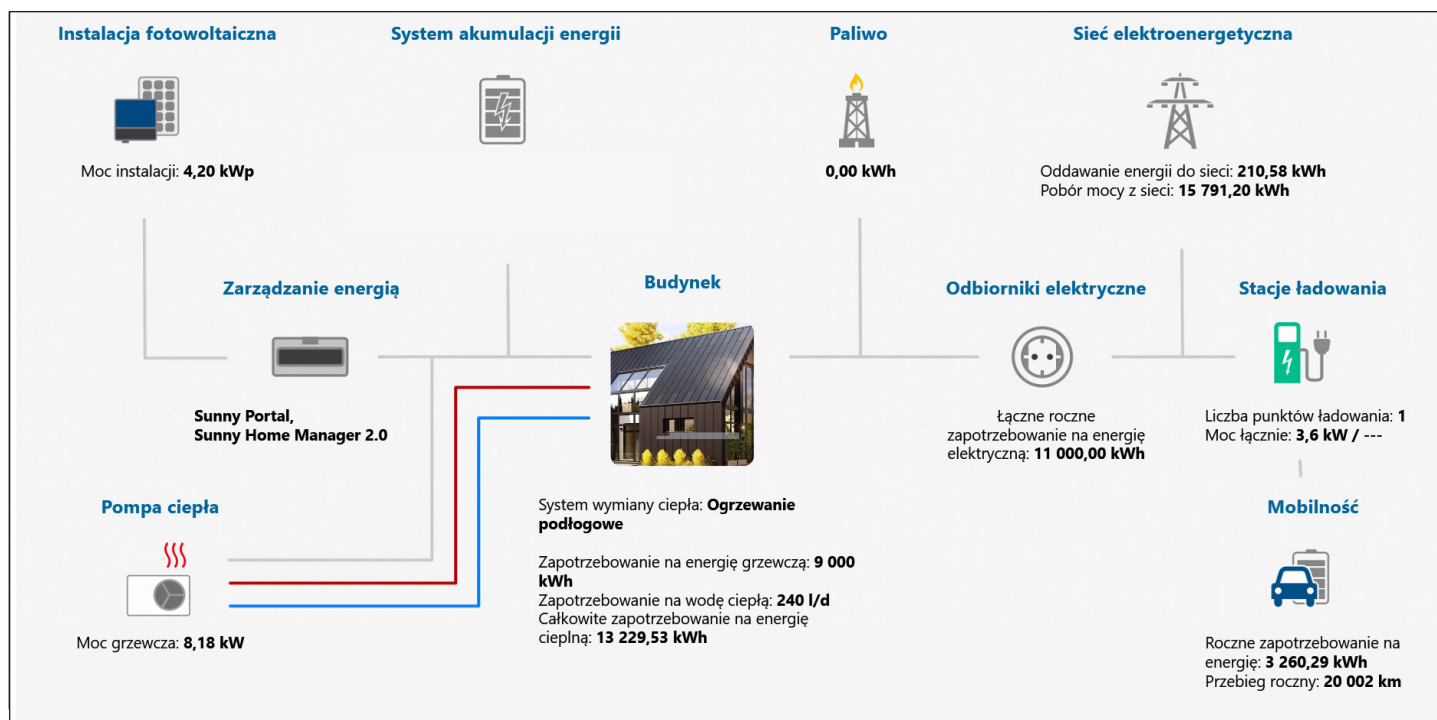 Instalacja fotowoltaiczna
System akumulacji energii
Paliwo
Sieć elektroenergetyczna
Moc instalacji: 4,20 kWp
0,00 kWh
Oddawanie energii do sieci: 210,58 kWh
Pobór mocy z sieci: 15 791,20 kWh
Zarządzanie energią
Budynek
Odbiorniki elektryczne
Stacje ładowania
Sunny Portal,
Sunny Home Manager 2.0
Łączne roczne
zapotrzebowanie na energię
elektryczną: 11 000,00 kWh
Liczba punktów ładowania: 1
Moc łącznie: 3,6 kW / ---
Pompa ciepła
Moc grzewcza: 8,18 kW
System wymiany ciepła: Ogrzewanie
podłogowe
Zapotrzebowanie na energię grzewczą: 9 000
kWh
Zapotrzebowanie na wodę ciepłą: 240 l/d
Całkowite zapotrzebowanie na energię
cieplną: 13 229,53 kWh
Mobilność
Roczne zapotrzebowanie na
energię: 3 260,29 kWh
Przebieg roczny: 20 002 km